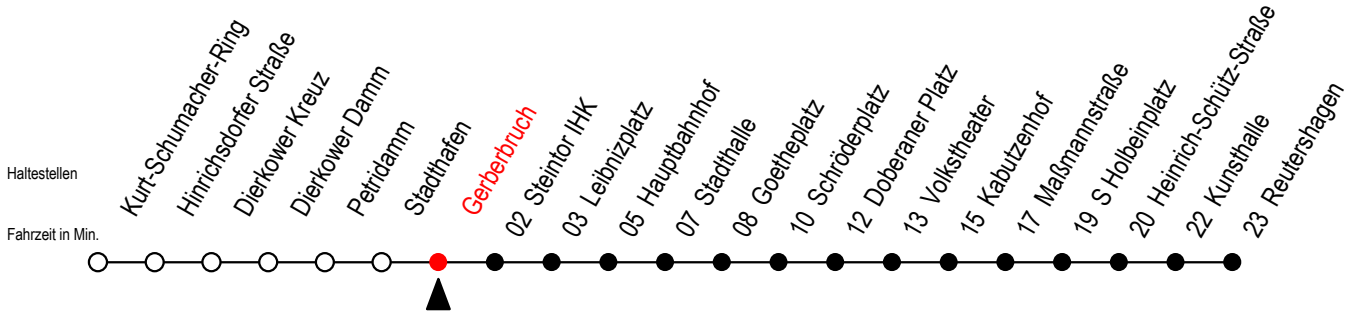 Haltestellen
Kurt-Schumacher-Ring
Hinrichsdorfer Straße
Dierkower Kreuz
Dierkower Damm
Petridamm
Stadthafen
Gerberbruch
02 Steintor IHK
03 Leibnizplatz
05 Hauptbahnhof
07 Stadthalle
08 Goetheplatz
10 Schröderplatz
12 Doberaner Platz
13 Volkstheater
15 Kabutzenhof
17 Maßmannstraße
19 S Holbeinplatz
20 Heinrich-Schütz-Straße
22 Kunsthalle
23 Reutershagen
Fahrzeit in Min.